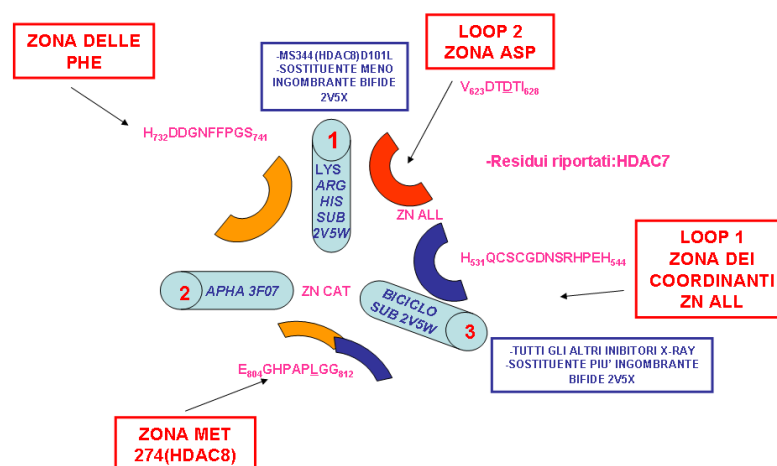 ZONA DELLE
PHE
-MS344(HDAC8)D101L
-SOSTITUENTE MENO
INGOMBRANTE BIFIDE
2V5X
LOOP 2
ZONA ASP
V623DTDTI628
H732DDGNFFPGS741
1
LYS
ARG
HIS
SUB
2V5W
-Residui riportati:HDAC7
ZN ALL
H531QCSCGDNSRHPEH544
LOOP 1
ZONA DEI
COORDINANTI
ZN ALL
2
APHA 3F07
ZN CAT
BICICLO
SUB 2V5W
3
-TUTTI GLI ALTRI INIBITORI X-RAY
-SOSTITUENTE PIU' INGOMBRANTE
BIFIDE 2V5X
E804GHPAPLGG812
ZONA MET
274(HDAC8)